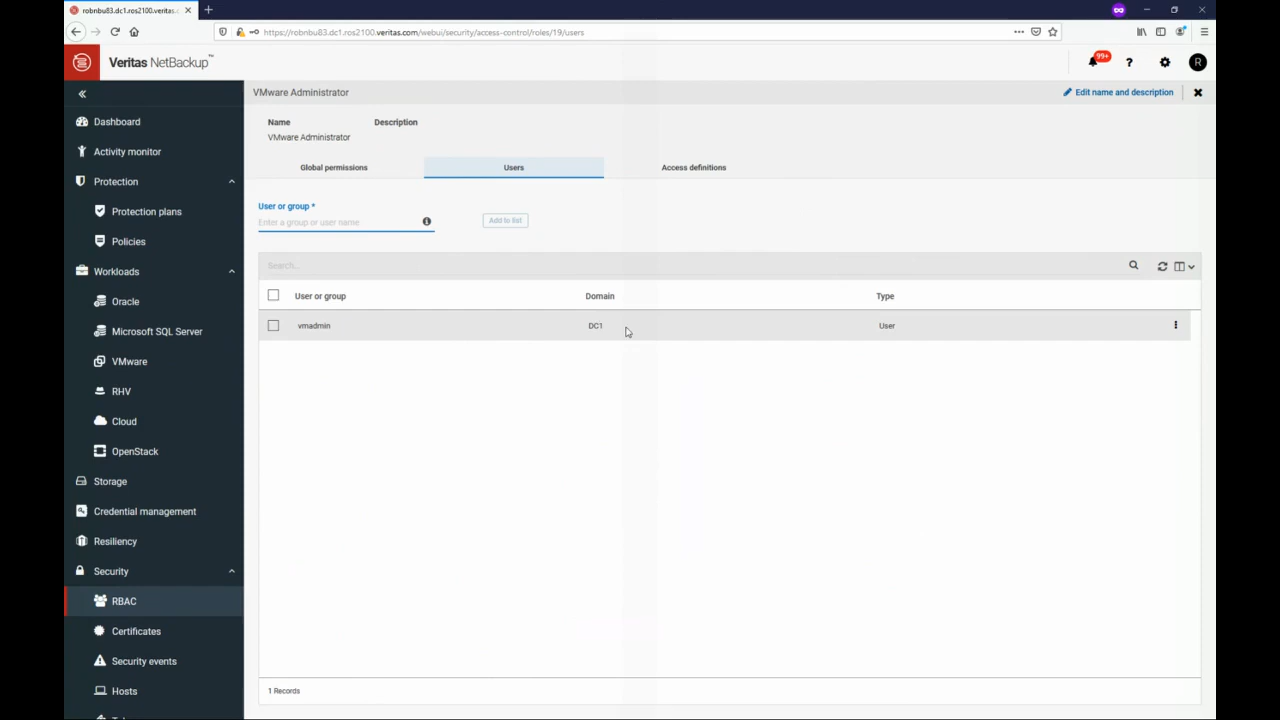 robnbu83.dc1.ros2100.veritas.c
https://robnbu83.dc1.ros2100.veritas.com/webui/security/access-control/roles/19/users
Veritas NetBackup™
99+
R
VMware Administrator
Edit name and description
Dashboard
Activity monitor
Protection
Protection plans
Policies
Workloads
Oracle
Microsoft SQL Server
VMware
RHV
Cloud
OpenStack
Storage
Credential management
Resiliency
Security
RBAC
Certificates
Security events
Hosts
Name
Description
VMware Administrator
Global permissions
Users
Access definitions
User or group *
Enter a group or user name
Add to list
Search...
User or group
Domain
Type
vmadmin
DC1
User
1 Records